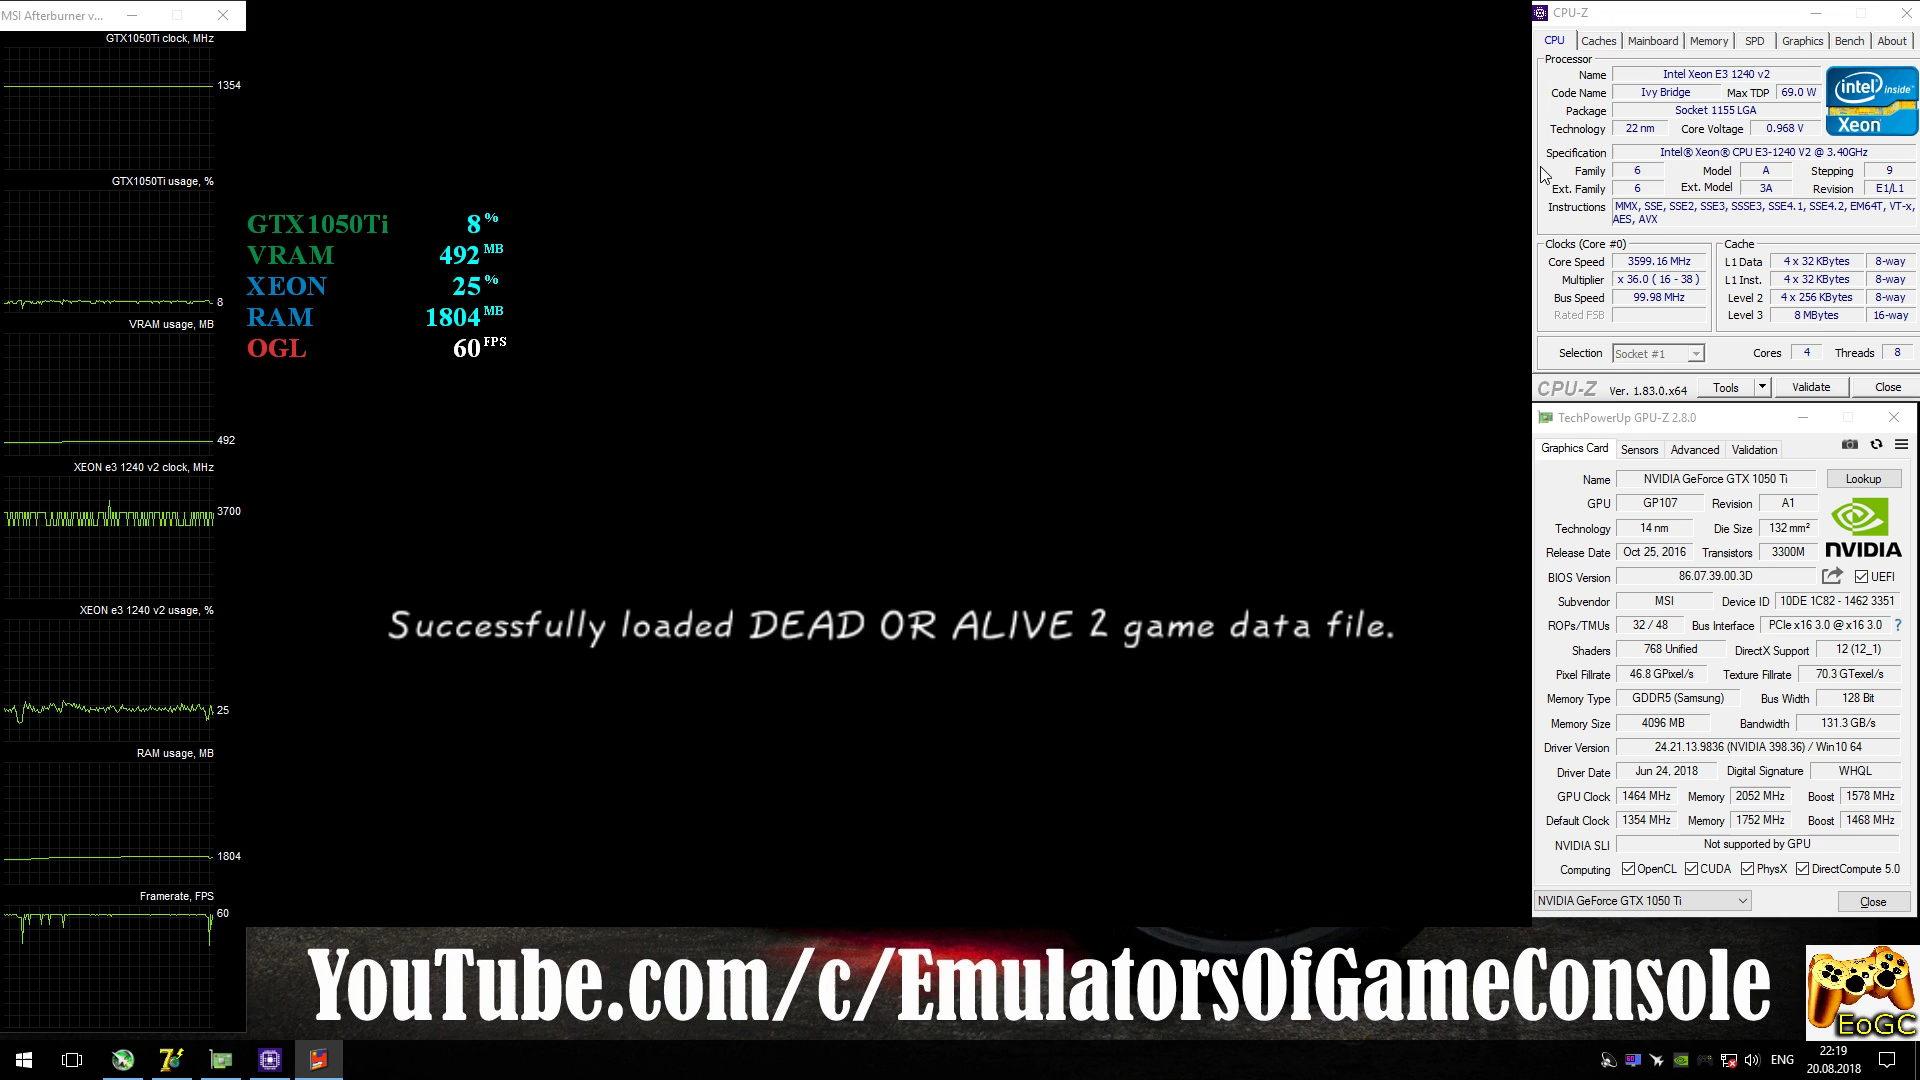 MSI Afterburner v...
GTX1050Ti clock, MHz
1354
GTX1050Ti usage, %
8
VRAM usage, MB
492
XEON e3 1240 v2 clock, MHz
3700
XEON e3 1240 v2 usage, %
25
RAM usage, MB
1804
Framerate, FPS
60
GTX1050Ti 8 %
VRAM 492 MB
XEON 25 %
RAM 1804 MB
OGL 60 FPS
Successfully loaded DEAD OR ALIVE 2 game data file.
CPU-Z
CPU Caches Mainboard Memory SPD Graphics Bench About
Processor
Name Intel Xeon E3 1240 v2
Code Name Ivy Bridge Max TDP 69.0 W
Package Socket 1155 LGA
Technology 22 nm Core Voltage 0.968 V
intel inside
Xeon
Specification Intel® Xeon® CPU E3-1240 V2 @ 3.40GHz
Family 6 Model A Stepping 9
Ext. Family 6 Ext. Model 3A Revision E1/L1
Instructions MMX, SSE, SSE2, SSE3, SSSE3, SSE4.1, SSE4.2, EM64T, VT-x,
AES, AVX
Clocks (Core #0)
Core Speed 3599.16 MHz
Multiplier x 36.0 ( 16 - 38 )
Bus Speed 99.98 MHz
Rated FSB
Cache
L1 Data 4 x 32 KBytes 8-way
L1 Inst. 4 x 32 KBytes 8-way
Level 2 4 x 256 KBytes 8-way
Level 3 8 MBytes 16-way
Selection Socket #1 Cores 4 Threads 8
CPU-Z Ver. 1.83.0.x64 Tools Validate Close
TechPowerUp GPU-Z 2.8.0
Graphics Card Sensors Advanced Validation
Name NVIDIA GeForce GTX 1050 Ti Lookup
GPU GP107 Revision A1
Technology 14 nm Die Size 132 mm²
Release Date Oct 25, 2016 Transistors 3300M
NVIDIA
BIOS Version 86.07.39.00.3D UEFI
Subvendor MSI Device ID 10DE 1C82 - 1462 3351
ROPs/TMUs 32 / 48 Bus Interface PCIe x16 3.0 @ x16 3.0 ?
Shaders 768 Unified DirectX Support 12 (12_1)
Pixel Fillrate 46.8 GPixel/s Texture Fillrate 70.3 GTexel/s
Memory Type GDDR5 (Samsung) Bus Width 128 Bit
Memory Size 4096 MB Bandwidth 131.3 GB/s
Driver Version 24.21.13.9836 (NVIDIA 398.36) / Win10 64
Driver Date Jun 24, 2018 Digital Signature WHQL
GPU Clock 1464 MHz Memory 2052 MHz Boost 1578 MHz
Default Clock 1354 MHz Memory 1752 MHz Boost 1468 MHz
NVIDIA SLI Not supported by GPU
Computing OpenCL CUDA PhysX DirectCompute 5.0
NVIDIA GeForce GTX 1050 Ti Close
YouTube.com/c/EmulatorsOfGameConsole
EoGC
ENG
22:19
20.08.2018